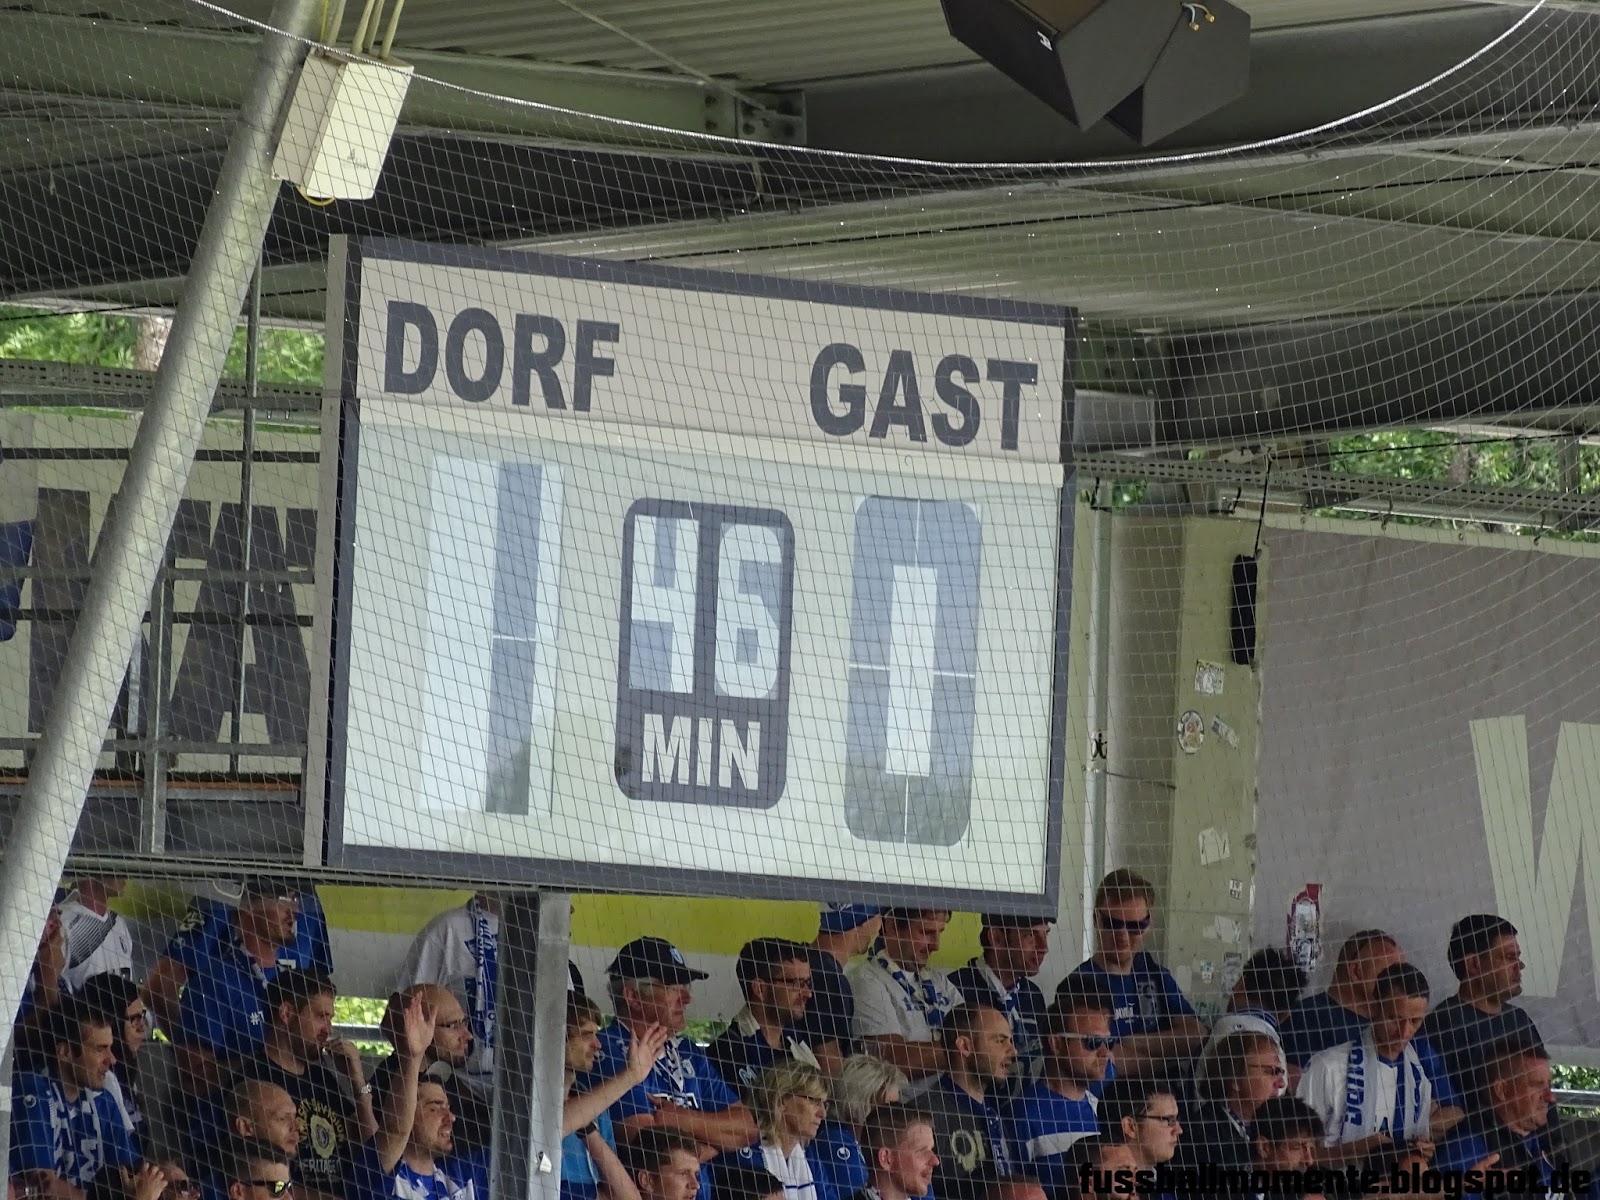 DORF GAST
1 46 0
MIN
W
fussballmomente.blogspot.de